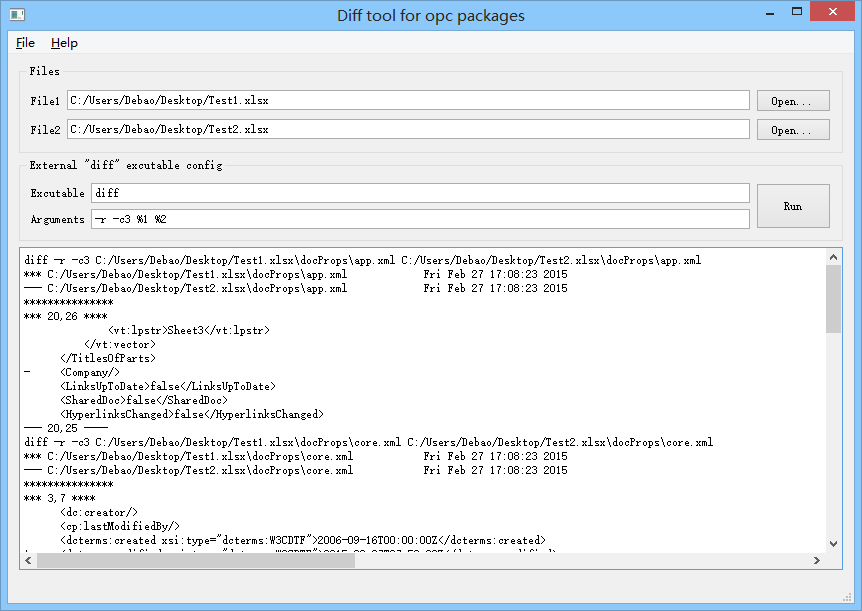 Diff tool for opc packages
File Help
Files
File1 C:/Users/Debao/Desktop/Test1.xlsx Open...
File2 C:/Users/Debao/Desktop/Test2.xlsx Open...
External "diff" excutable config
Excutable diff
Run
Arguments -r -c3 %1 %2
diff -r -c3 C:/Users/Debao/Desktop/Test1.xlsx\docProps\app.xml C:/Users/Debao/Desktop/Test2.xlsx\docProps\app.xml
*** C:/Users/Debao/Desktop/Test1.xlsx\docProps\app.xml Fri Feb 27 17:08:23 2015
--- C:/Users/Debao/Desktop/Test2.xlsx\docProps\app.xml Fri Feb 27 17:08:23 2015
***************
*** 20,26 ****
<vt:lpstr>Sheet3</vt:lpstr>
</vt:vector>
</TitlesOfParts>
- <Company/>
<LinksUpToDate>false</LinksUpToDate>
<SharedDoc>false</SharedDoc>
<HyperlinksChanged>false</HyperlinksChanged>
--- 20,25 ----
diff -r -c3 C:/Users/Debao/Desktop/Test1.xlsx\docProps\core.xml C:/Users/Debao/Desktop/Test2.xlsx\docProps\core.xml
*** C:/Users/Debao/Desktop/Test1.xlsx\docProps\core.xml Fri Feb 27 17:08:23 2015
--- C:/Users/Debao/Desktop/Test2.xlsx\docProps\core.xml Fri Feb 27 17:08:23 2015
***************
*** 3,7 ****
<dc:creator/>
<cp:lastModifiedBy/>
<dcterms:created xsi:type="dcterms:W3CDTF">2006-09-16T00:00:00Z</dcterms:created>